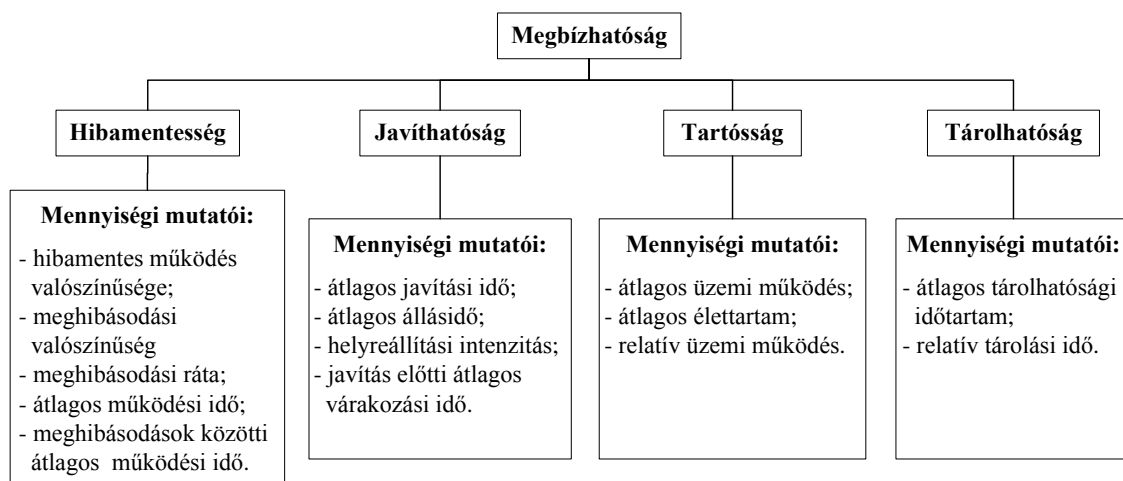 Megbízhatóság
Hibamentesség
Javíthatóság
Tartósság
Tárolhatóság
Mennyiségi mutatói:
- hibamentes működés
valószínűsége;
- meghibásodási
valószínűség
- meghibásodási ráta;
- átlagos működési idő;
- meghibásodások közötti
átlagos működési idő.
Mennyiségi mutatói:
- átlagos javítási idő;
- átlagos állásidő;
- helyreállítási intenzitás;
- javítás előtti átlagos
várakozási idő.
Mennyiségi mutatói:
- átlagos üzemi működés;
- átlagos élettartam;
- relatív üzemi működés.
Mennyiségi mutatói:
- átlagos tárolhatósági
időtartam;
- relatív tárolási idő.